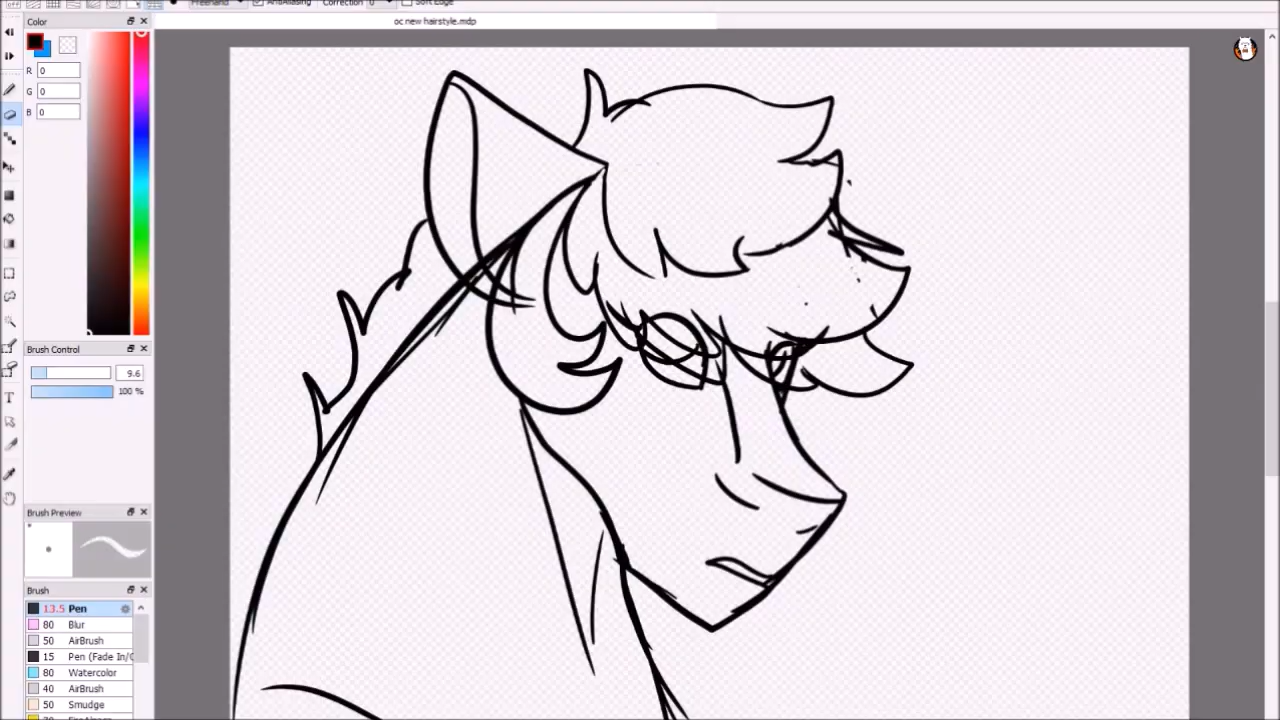 Freehand AntiAliasing Correction 0 Soft Edge
Color
oc new hairstyle.mdp
R 0
G 0
B 0
Brush Control
9.6
100 %
T
Brush Preview
Brush
13.5 Pen
80 Blur
50 AirBrush
15 Pen (Fade In/O
80 Watercolor
40 AirBrush
50 Smudge